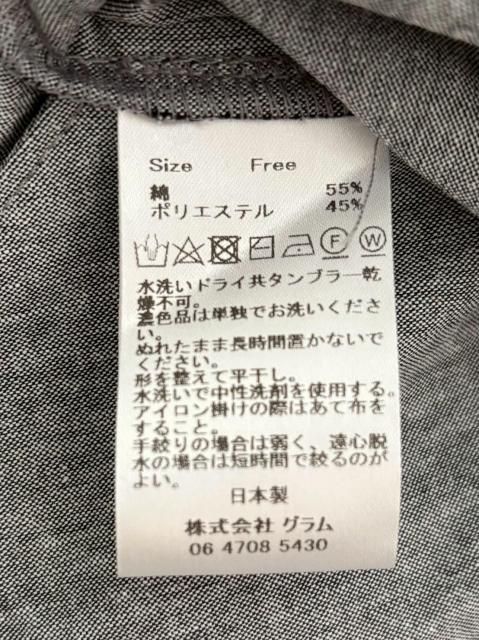 Size Free
綿 55%
ポリエステル 45%
F W
水洗いドライ共タンブラー乾
燥不可。
濃色品は単独でお洗いくださ
い。
ぬれたまま長時間置かないで
ください。
形を整えて平干し。
水洗いで中性洗剤を使用する。
アイロン掛けの際はあて布を
すること。
手絞りの場合は弱く、遠心脱
水の場合は短時間で絞るのが
よい。
日本製
株式会社 グラム
06 4708 5430